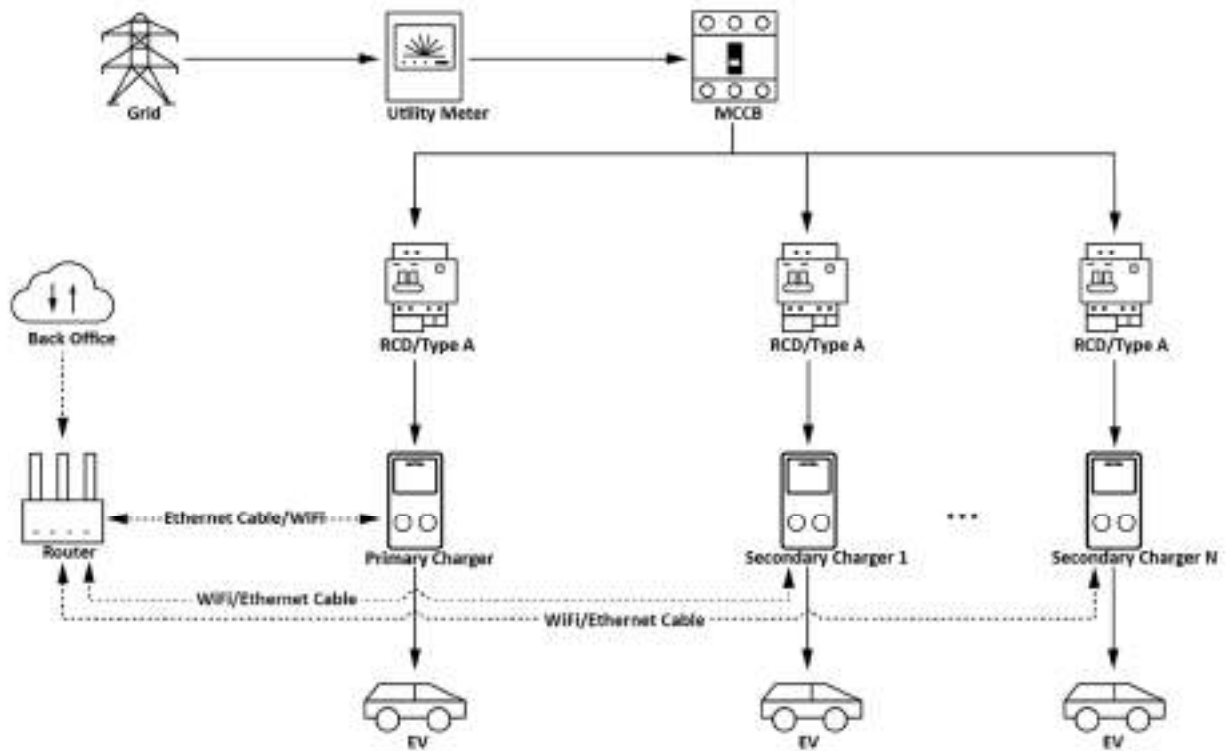 Grid
Utility Meter
MCCB
Back Office
RCD/Type A
RCD/Type A
RCD/Type A
Ethernet Cable/WiFi
...
Router
Primary Charger
Secondary Charger 1
Secondary Charger N
WiFi/Ethernet Cable
WiFi/Ethernet Cable
EV
EV
EV